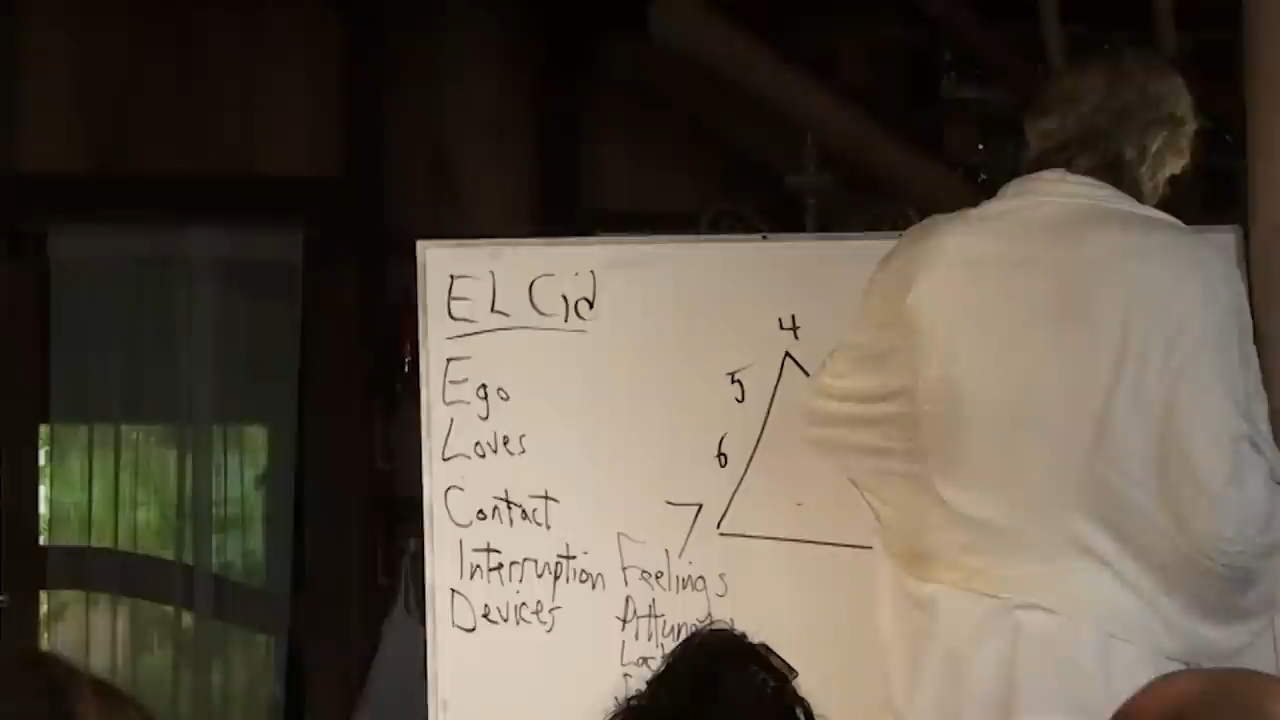 EL Cid
Ego
Loves
Contact
Interruption
Devices
4
5
6
7
Feelings